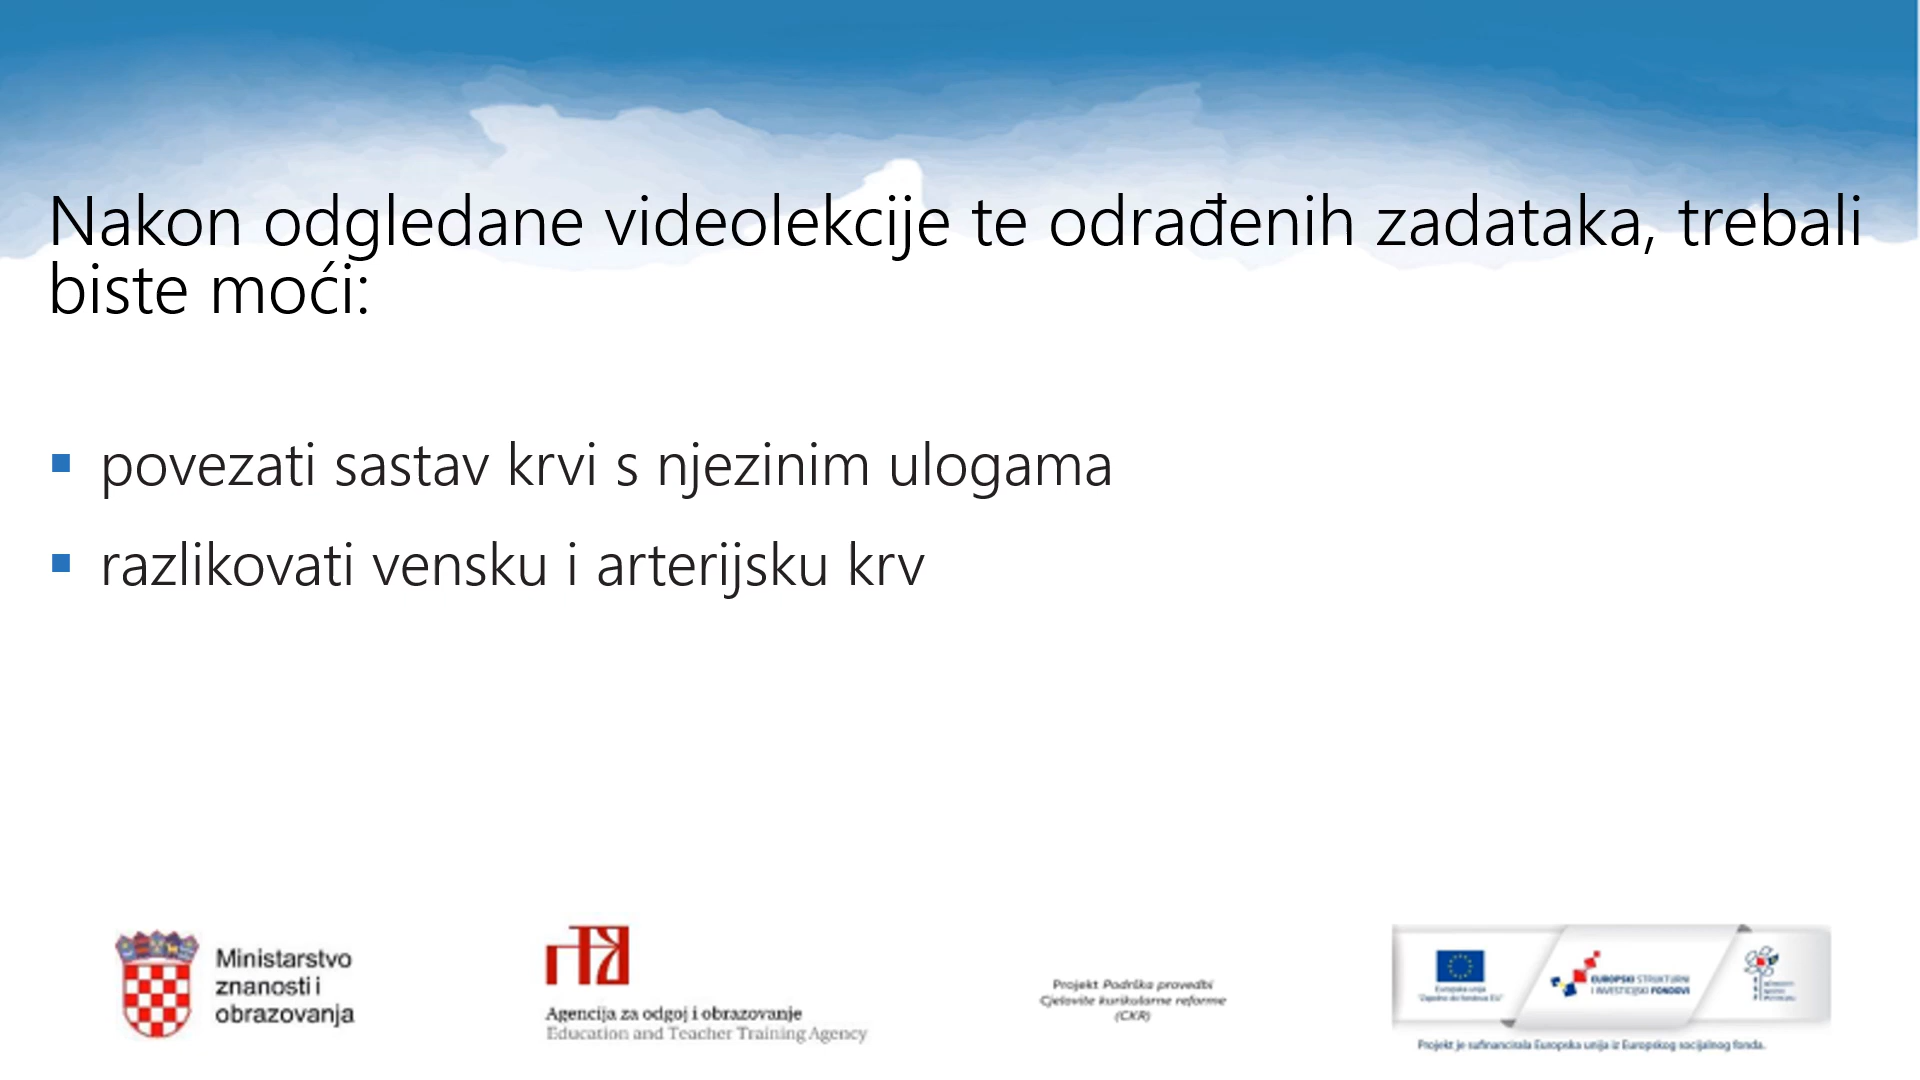 Nakon odgledane videolekcije te odrađenih zadataka, trebali
biste moći:
povezati sastav krvi s njezinim ulogama
razlikovati vensku i arterijsku krv
Ministarstvo
znanosti i
obrazovanja
Agencija za odgoj i obrazovanje
Education and Teacher Training Agency
Projekt Podrška provedbi
Cjelovite kurikularne reforme
(CKR)
Europska unija
EUROPSKI STRUKTURNI
I INVESTICIJSKI FONDOVI
Projekt je sufinancirala Europska unija iz Europskog socijalnog fonda.